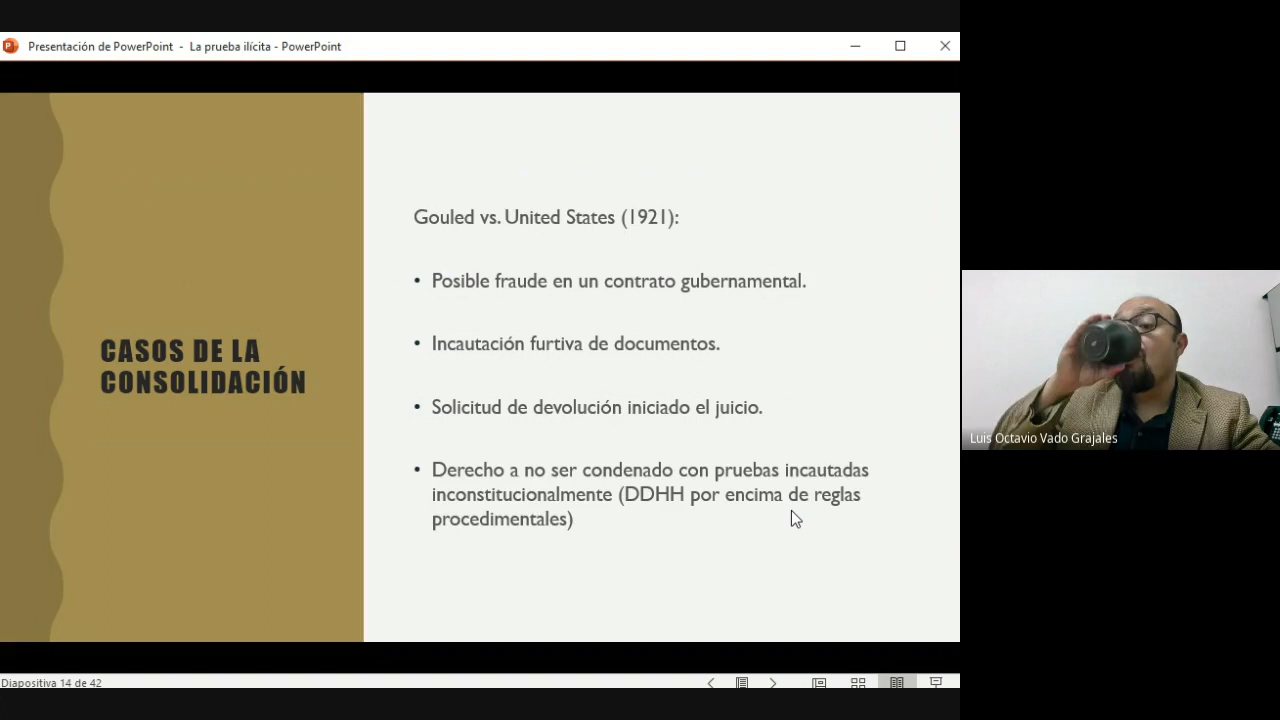 Presentación de PowerPoint - La prueba ilícita - PowerPoint
CASOS DE LA
CONSOLIDACIÓN
Gouled vs. United States (1921):
• Posible fraude en un contrato gubernamental.
• Incautación furtiva de documentos.
• Solicitud de devolución iniciado el juicio.
• Derecho a no ser condenado con pruebas incautadas
inconstitucionalmente (DDHH por encima de reglas
procedimentales)
Luis Octavio Vado Grajales
Diapositiva 14 de 42